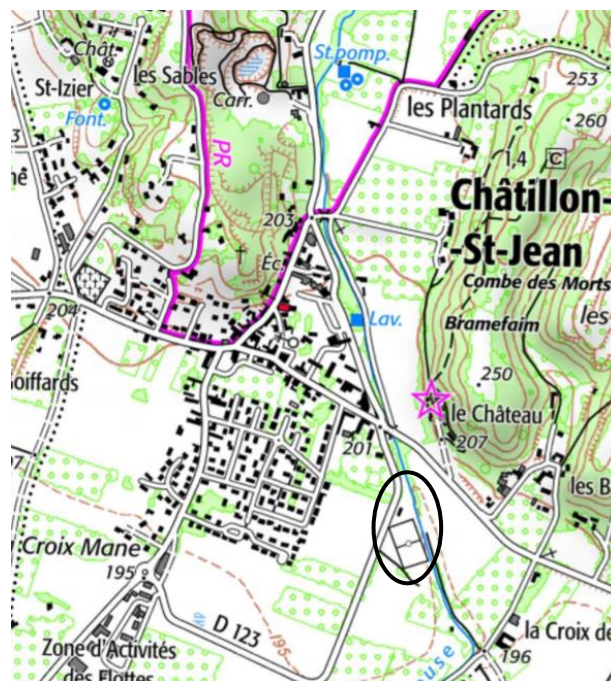 Chât.
les Sables
St-Izier
Font.
St.pomp.
Carr.
les Plantards
253
260
PR
1,4
C
Châtillon-
-St-Jean
203
Éc.
Combe des Morts
les
204
Lav.
Bramefaim
250
le Château
201
207
les B
Croix Mane
195
D 123
195
la Croix de
196
Zone d'Activités
des Flottes